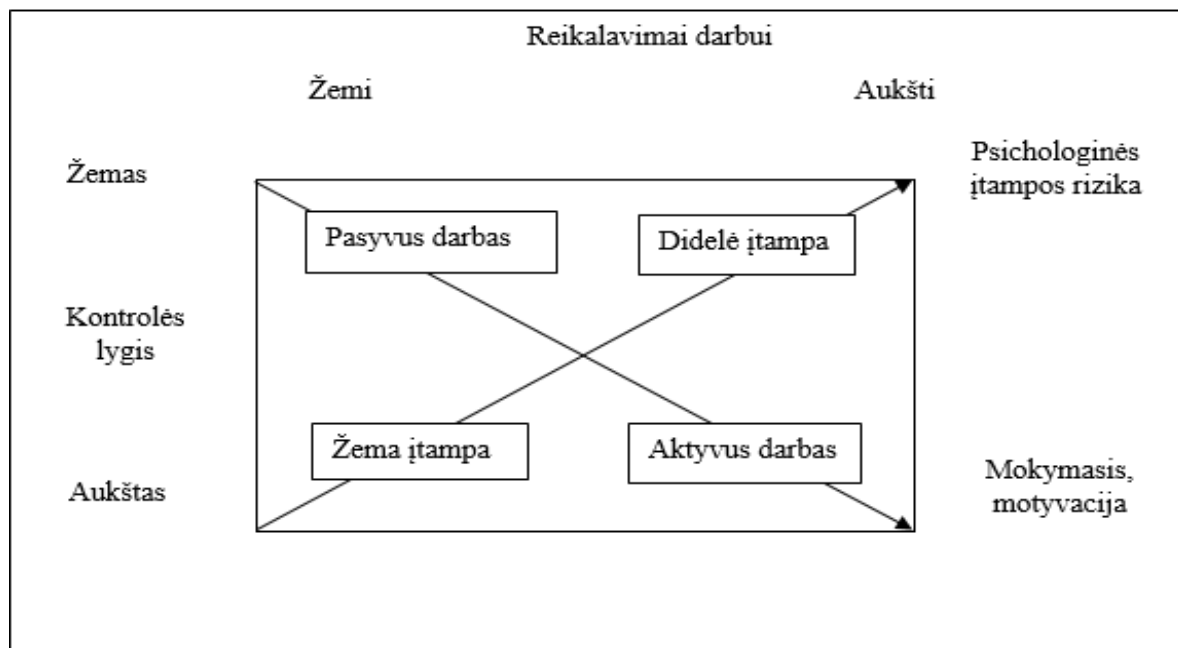 Reikalavimai darbui
Žemi
Aukšti
Žemas
Psichologinės
įtampos rizika
Pasyvus darbas
Didelė įtampa
Kontrolės
lygis
Žema įtampa
Aktyvus darbas
Aukštas
Mokymasis,
motyvacija